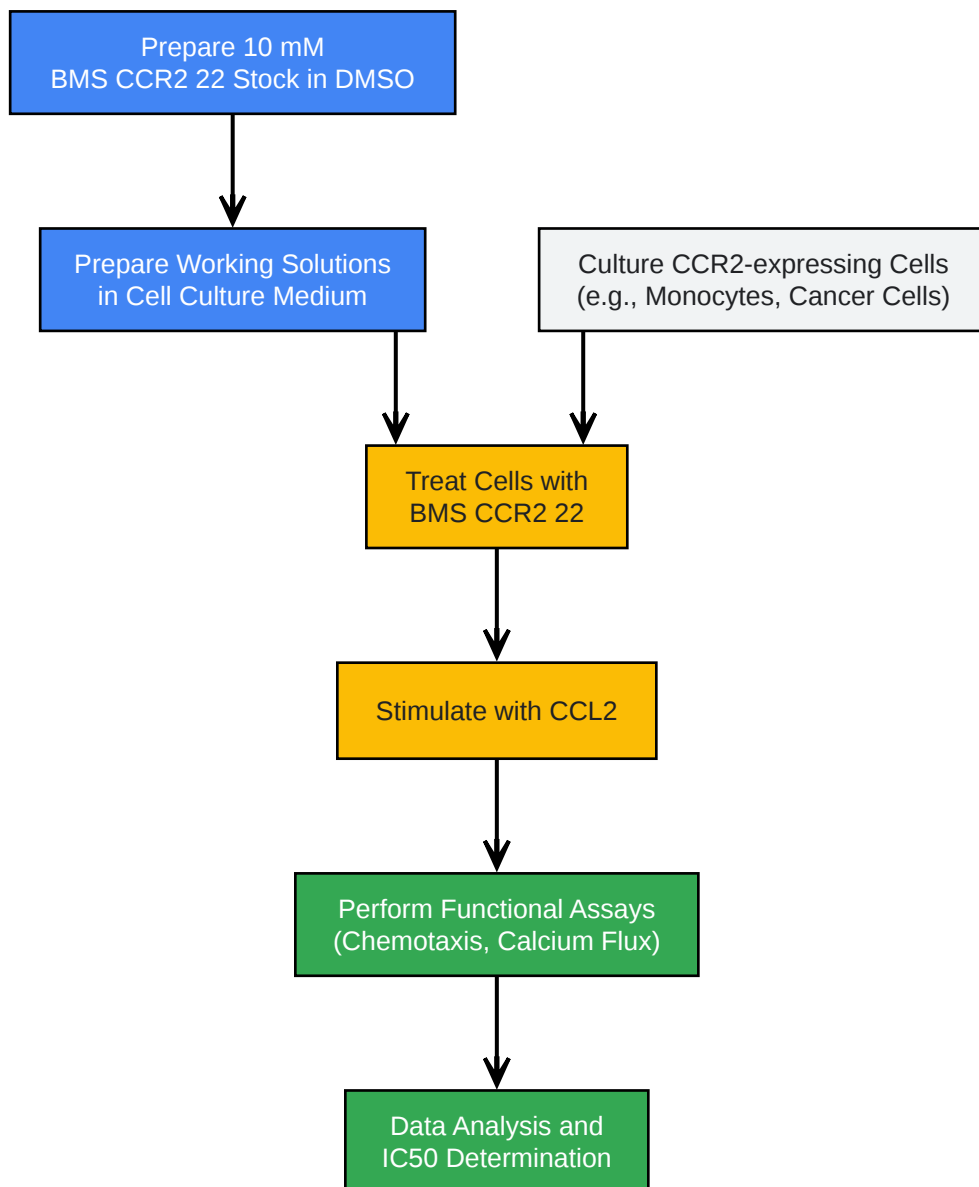 Prepare 10 mM
BMS CCR2 22 Stock in DMSO
Prepare Working Solutions
in Cell Culture Medium
Culture CCR2-expressing Cells
(e.g., Monocytes, Cancer Cells)
Treat Cells with
BMS CCR2 22
Stimulate with CCL2
Perform Functional Assays
(Chemotaxis, Calcium Flux)
Data Analysis and
IC50 Determination